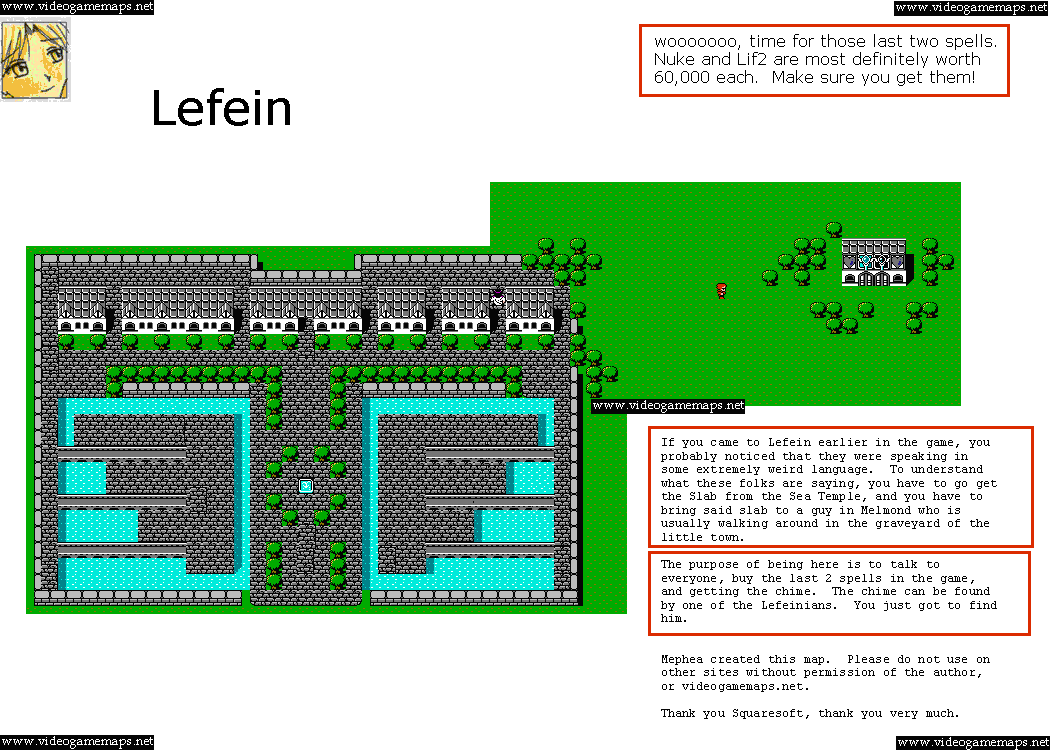 www.videogamemaps.net
www.videogamemaps.net
wooooooo, time for those last two spells.
Nuke and Lif2 are most definitely worth
60,000 each. Make sure you get them!
Lefein
www.videogamemaps.net
If you came to Lefein earlier in the game, you
probably noticed that they were speaking in
some extremely weird language. To understand
what these folks are saying, you have to go get
the Slab from the Sea Temple, and you have to
bring said slab to a guy in Melmond who is
usually walking around in the graveyard of the
little town.
The purpose of being here is to talk to
everyone, buy the last 2 spells in the game,
and getting the chime. The chime can be found
by one of the Lefeinians. You just got to find
him.
Mephea created this map. Please do not use on
other sites without permission of the author,
or videogamemaps.net.
Thank you Squaresoft, thank you very much.
www.videogamemaps.net
www.videogamemaps.net